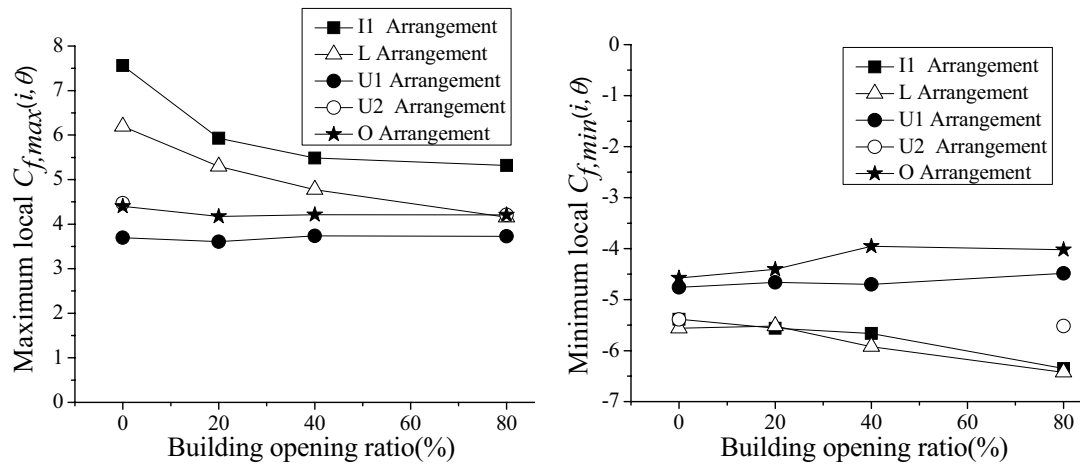 Maximum local C_{f,max}(i,θ)
8
7
6
5
4
3
2
1
0
0 20 40 60 80
Building opening ratio(%)
I1 Arrangement
L Arrangement
U1 Arrangement
U2 Arrangement
O Arrangement
Minimum local C_{f,min}(i,θ)
0
-1
-2
-3
-4
-5
-6
-7
0 20 40 60 80
Building opening ratio(%)
I1 Arrangement
L Arrangement
U1 Arrangement
U2 Arrangement
O Arrangement